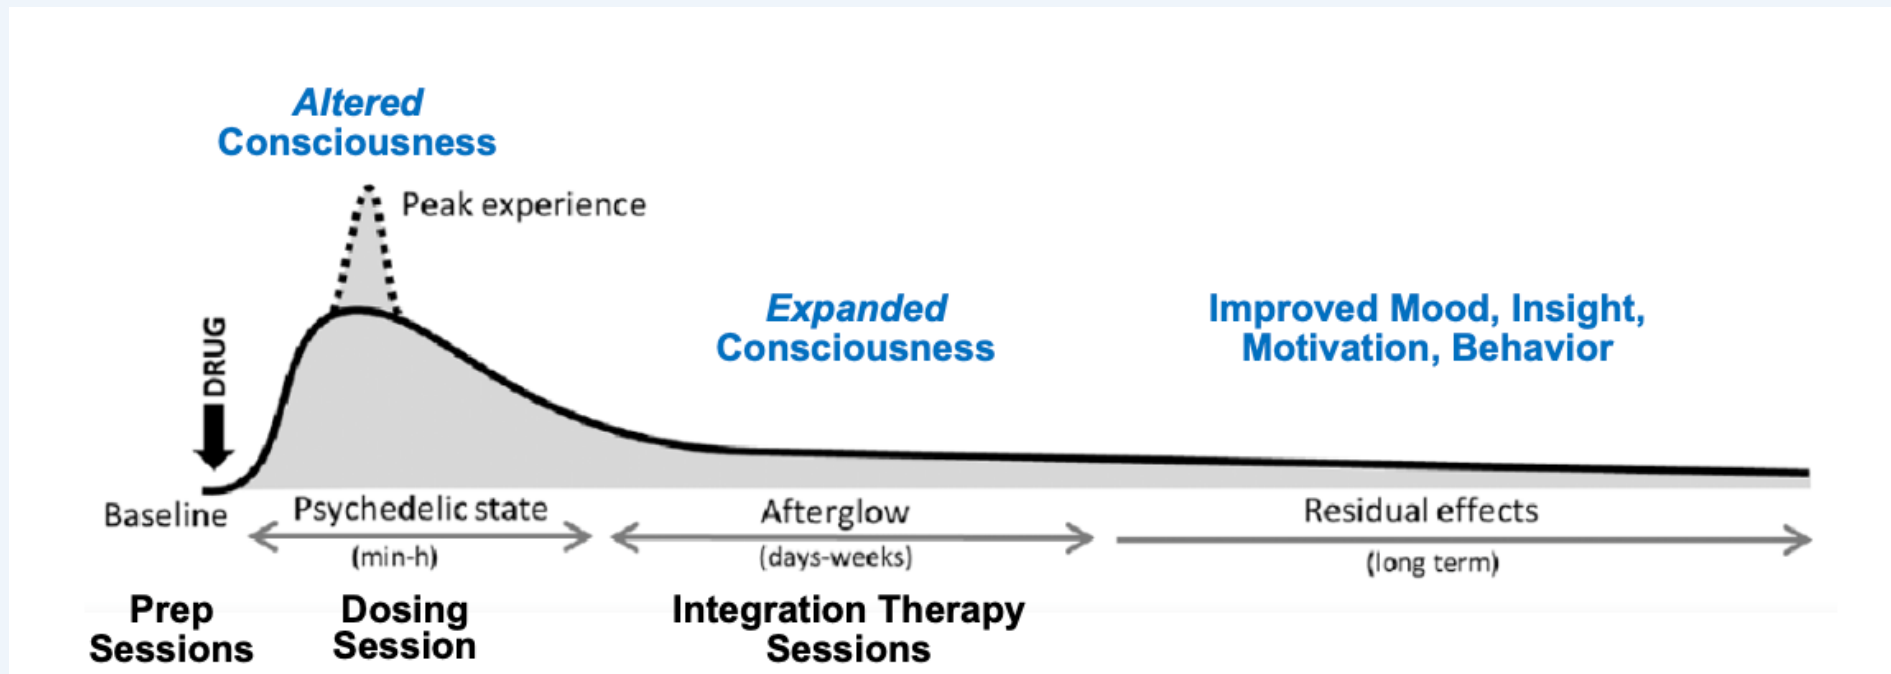 Altered
Consciousness
Peak experience
DRUG
Expanded
Consciousness
Improved Mood, Insight,
Motivation, Behavior
Baseline
Psychedelic state
(min-h)
Afterglow
(days-weeks)
Residual effects
(long term)
Prep
Sessions
Dosing
Session
Integration Therapy
Sessions